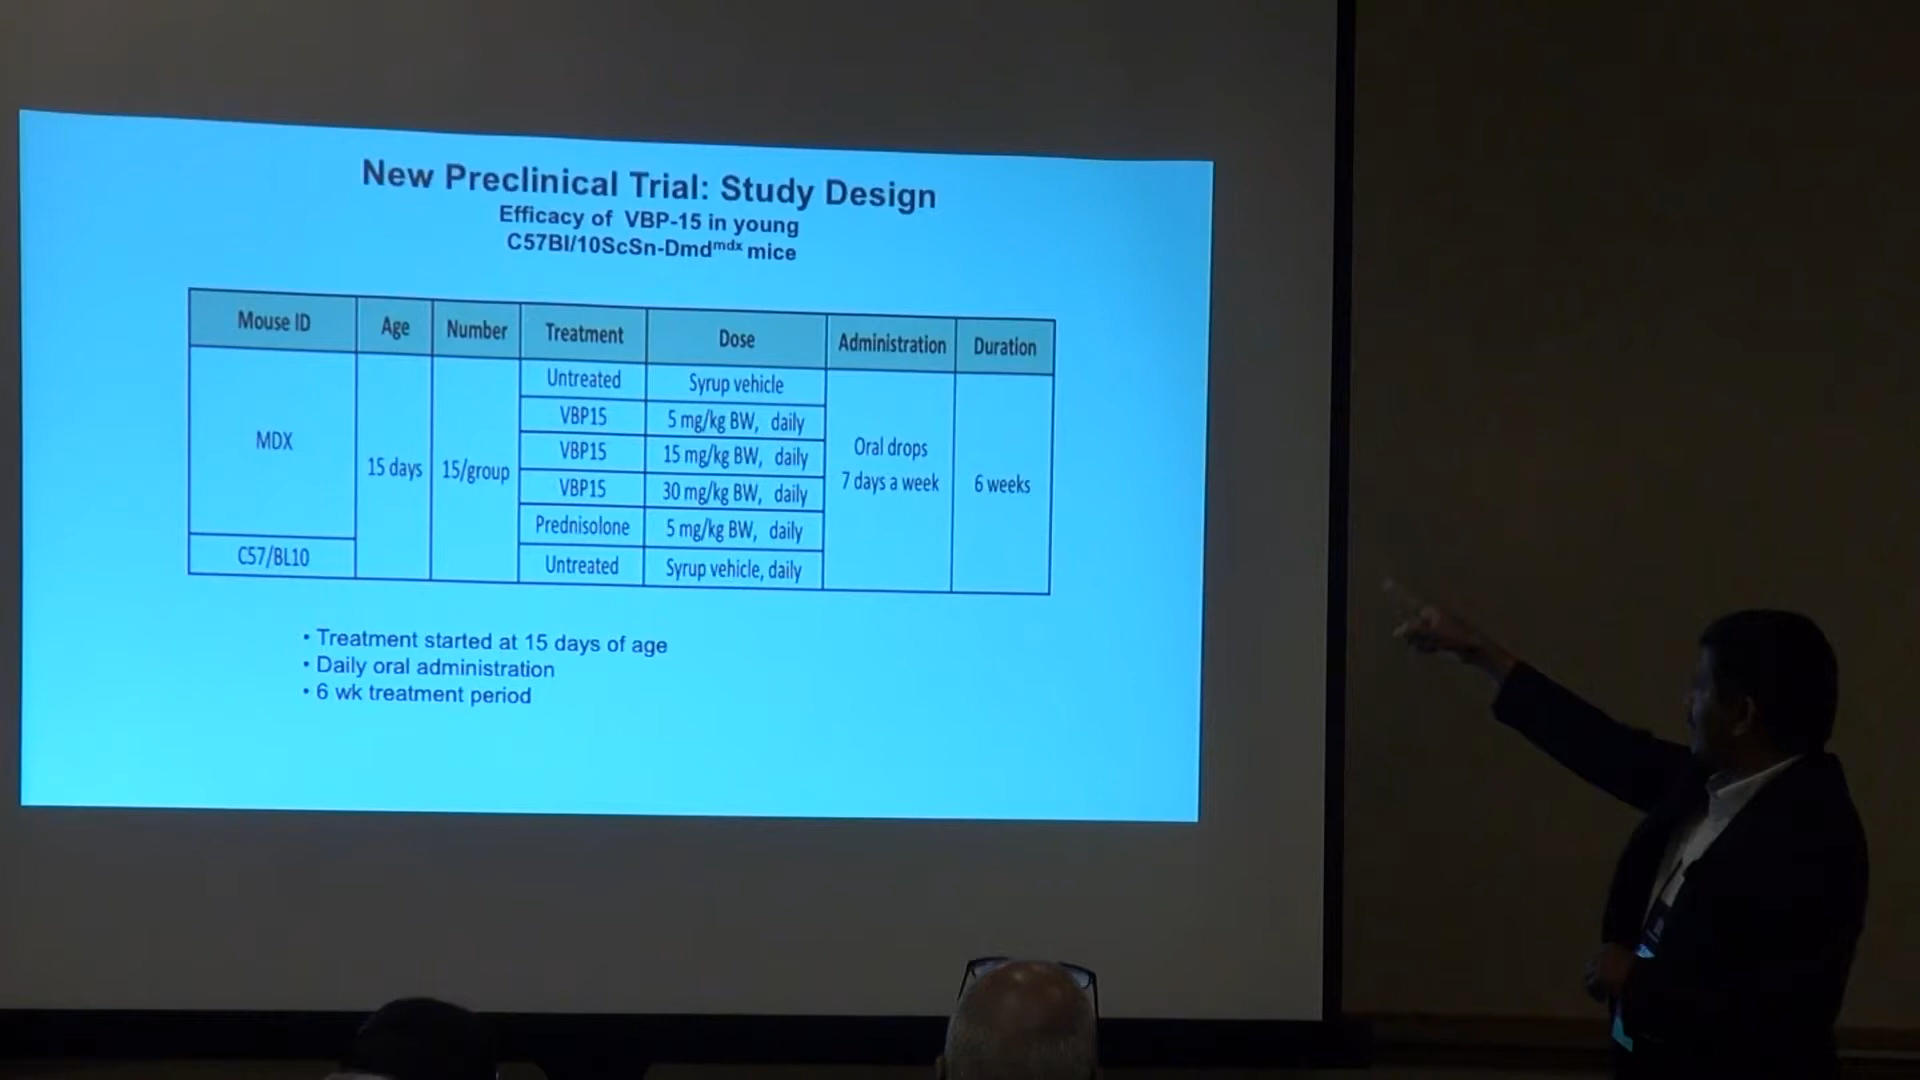 New Preclinical Trial: Study Design
Efficacy of VBP-15 in young
C57Bl/10ScSn-Dmdmdx mice
Mouse ID Age Number Treatment Dose Administration Duration
MDX
C57/BL10
15 days
15/group
Untreated Syrup vehicle
VBP15 5 mg/kg BW, daily
VBP15 15 mg/kg BW, daily
VBP15 30 mg/kg BW, daily
Prednisolone 5 mg/kg BW, daily
Untreated Syrup vehicle, daily
Oral drops
7 days a week
6 weeks
• Treatment started at 15 days of age
• Daily oral administration
• 6 wk treatment period